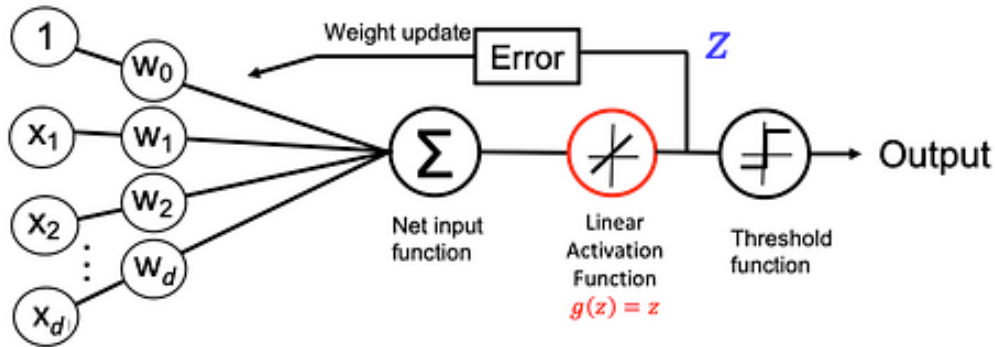 1
w0
Weight update
Error
Z
x1
w1
Σ
Output
x2
w2
⋮
wd
xd
Net input
function
Linear
Activation
Function
g(z) = z
Threshold
function